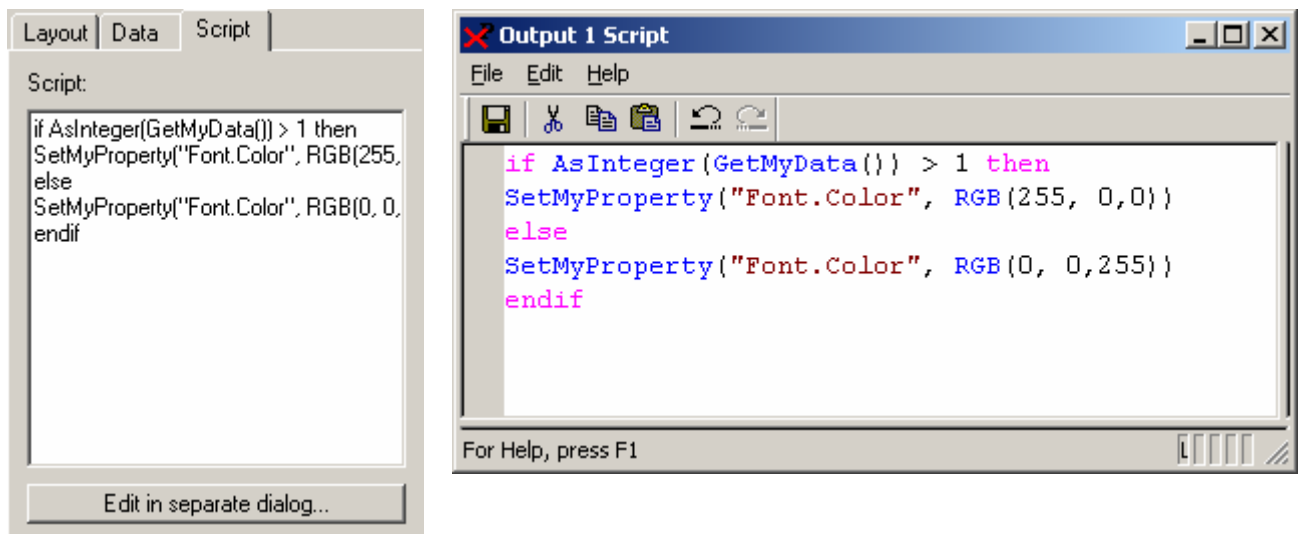 Layout Data Script
Script:
if AsInteger(GetMyData()) > 1 then
SetMyProperty("Font.Color", RGB(255,
else
SetMyProperty("Font.Color", RGB(0, 0,
endif
Edit in separate dialog...
Output 1 Script
File Edit Help
if AsInteger(GetMyData()) > 1 then
SetMyProperty("Font.Color", RGB(255, 0,0))
else
SetMyProperty("Font.Color", RGB(0, 0,255))
endif
For Help, press F1
L